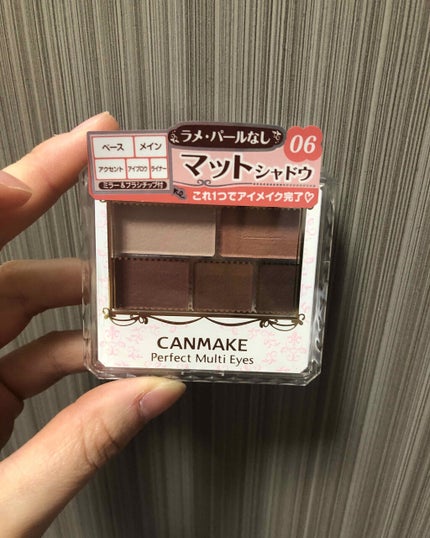 ラメ・パールなし
06
ベース メイン
アクセント アイブロウ ライナー
ミラー&ブラシチップ付
マットシャドウ
これ1つでアイメイク完了♡
CANMAKE
Perfect Multi Eyes